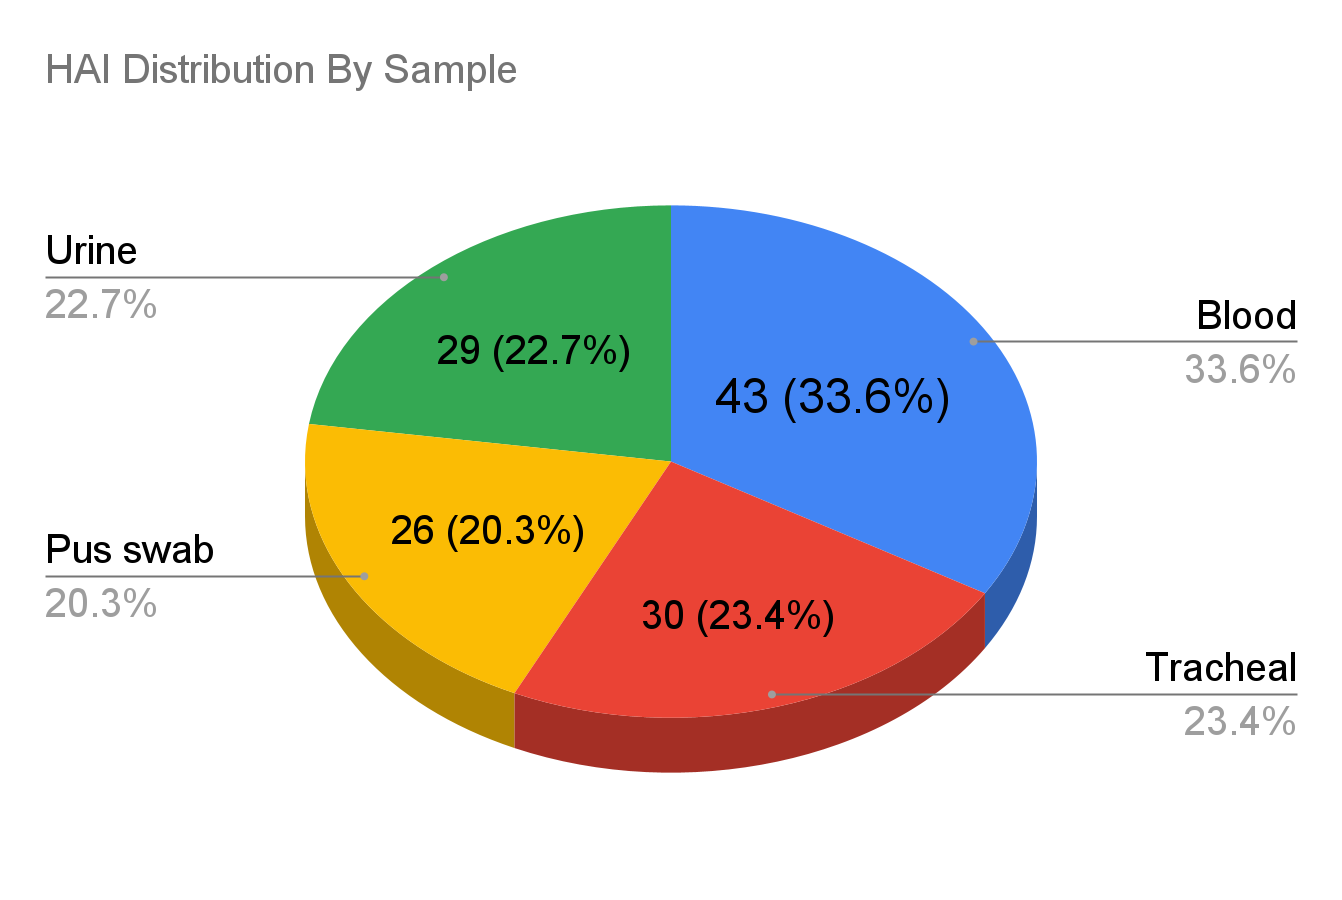 HAI Distribution By Sample
Urine
22.7%
Blood
33.6%
29 (22.7%)
43 (33.6%)
26 (20.3%)
30 (23.4%)
Pus swab
20.3%
Tracheal
23.4%